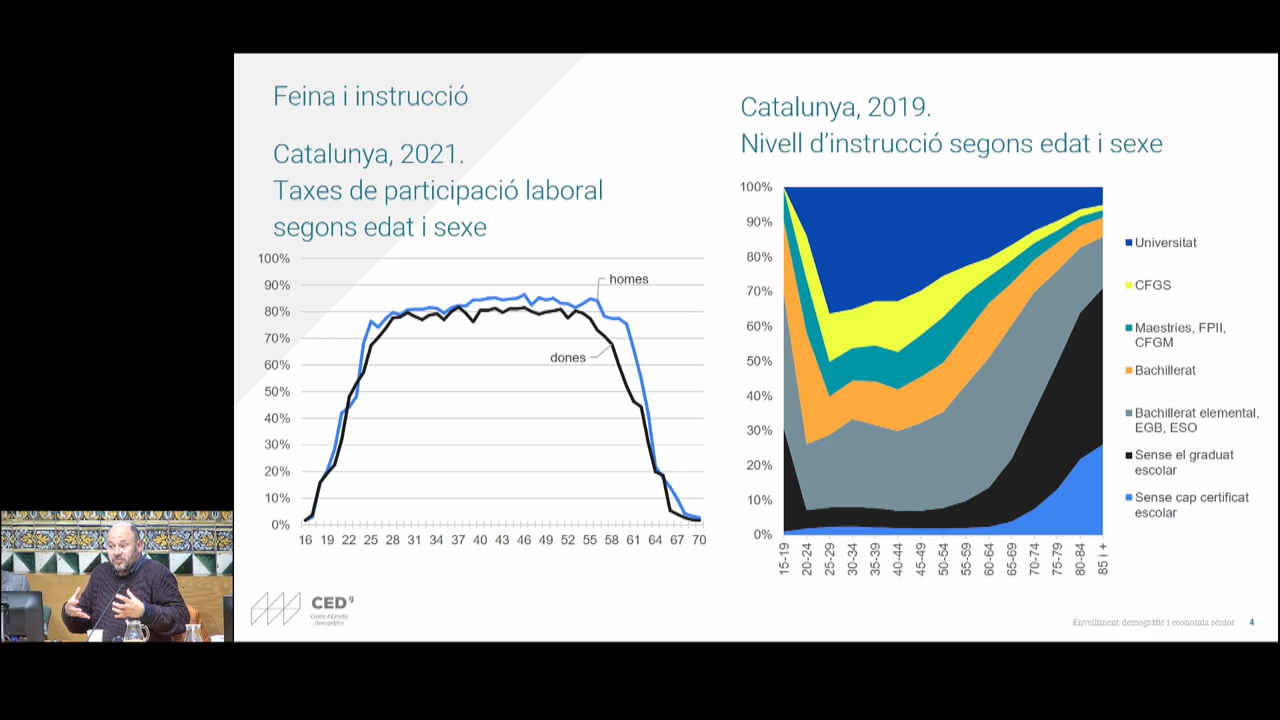 Feina i instrucció
Catalunya, 2021.
Taxes de participació laboral
segons edat i sexe
100%
90%
80%
70%
60%
50%
40%
30%
20%
10%
0%
homes
dones
16 19 22 25 28 31 34 37 40 43 46 49 52 55 58 61 64 67 70
Catalunya, 2019.
Nivell d'instrucció segons edat i sexe
100%
90%
80%
70%
60%
50%
40%
30%
20%
10%
0%
15-19 20-24 25-29 30-34 35-39 40-44 45-49 50-54 55-59 60-64 65-69 70-74 75-79 80-84 85 i +
Universitat
CFGS
Maestries, FPII,
CFGM
Bachillerat
Bachillerat elemental,
EGB, ESO
Sense el graduat
escolar
Sense cap certificat
escolar
CED
Centre d'Estudis
Demogràfics
Envelliment demogràfic i economia sènior 4